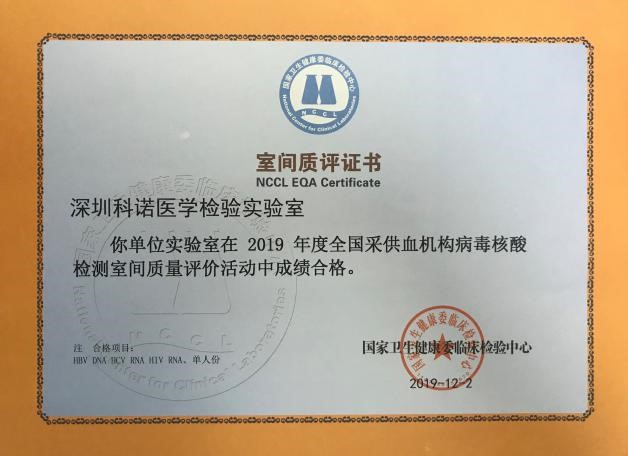 国家卫生健康委临床检验中心
NCCL
National Center for Clinical Laboratories
室间质评证书
NCCL EQA Certificate
深圳科诺医学检验实验室
你单位实验室在 2019 年度全国采供血机构病毒核酸
检测室间质量评价活动中成绩合格。
注 合格项目:
HBV DNA HCV RNA HIV RNA、单人份
国家卫生健康委临床检验中心
2019-12-2